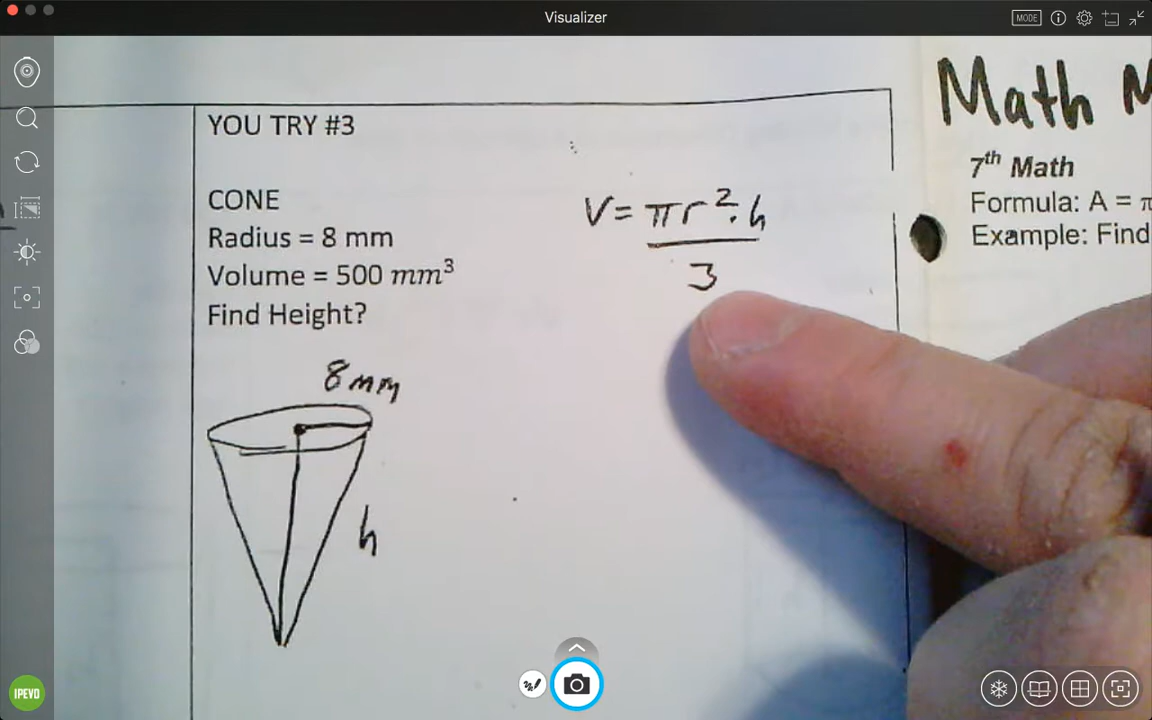 Visualizer
MODE
YOU TRY #3
CONE
Radius = 8 mm
Volume = 500 mm³
Find Height?
V = πr²·h
3
8mm
h
Math
7th Math
Formula: A = π
Example: Find
IPEVO